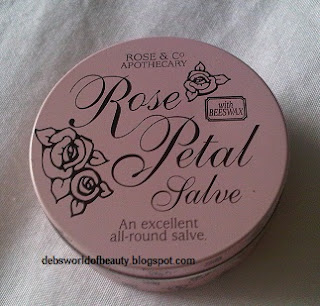 ROSE & Co
APOTHECARY
Rose
with
BEESWAX
Petal
Salve
An excellent
all-round salve.
debsworldofbeauty.blogspot.com